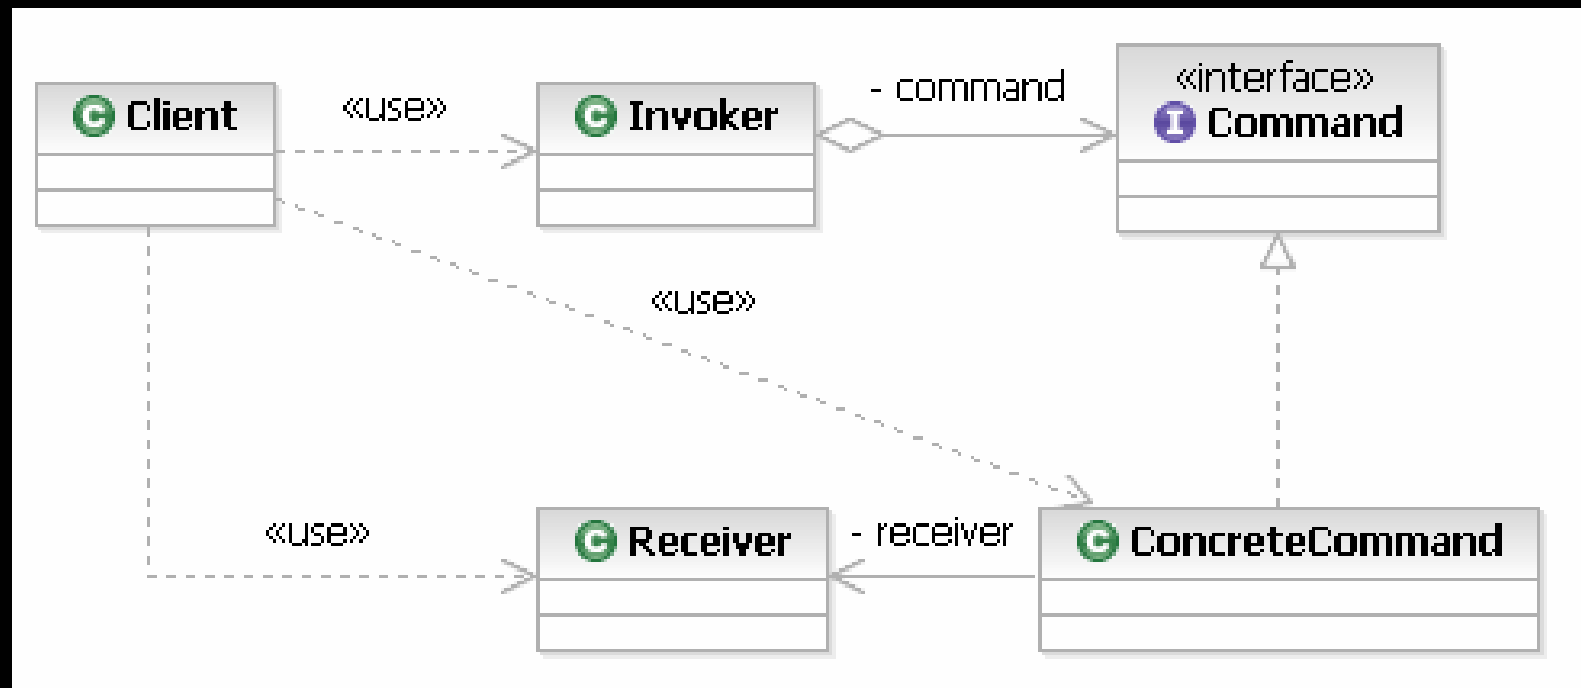 C Client
«use»
C Invoker
- command
«interface»
I Command
«use»
«use»
C Receiver
- receiver
C ConcreteCommand